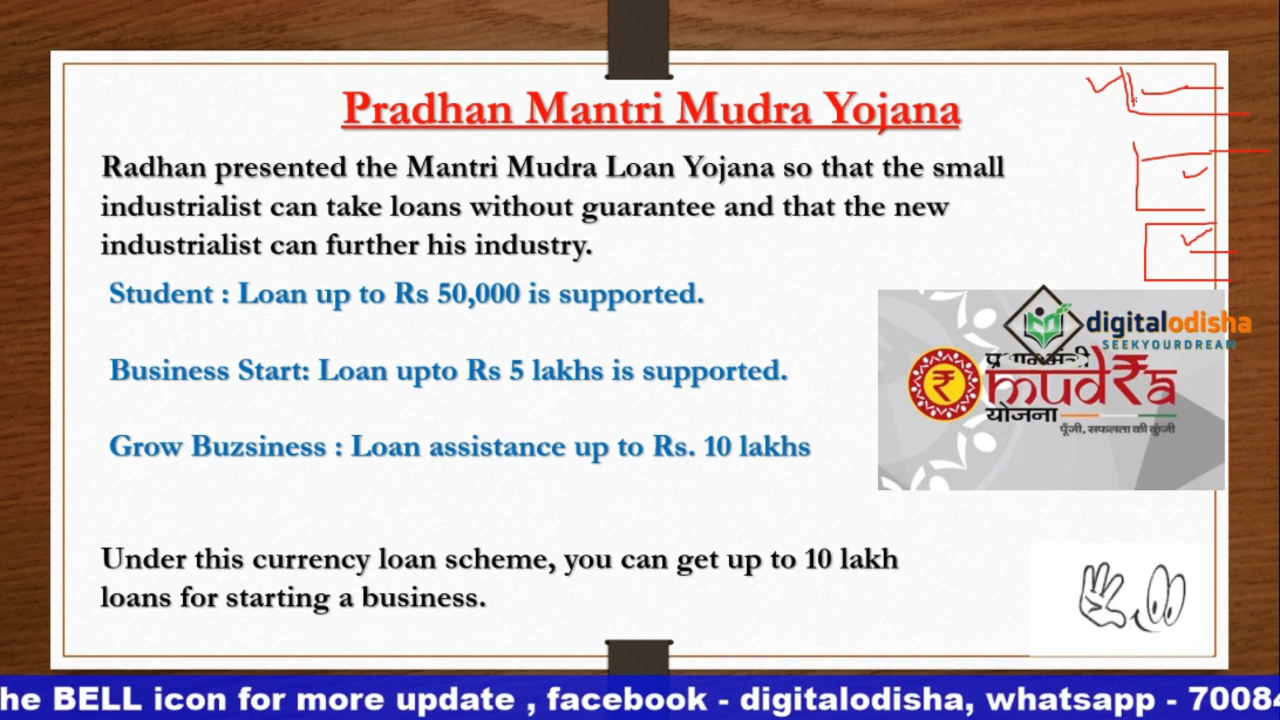 Pradhan Mantri Mudra Yojana
Radhan presented the Mantri Mudra Loan Yojana so that the small
industrialist can take loans without guarantee and that the new
industrialist can further his industry.
Student : Loan up to Rs 50,000 is supported.
Business Start: Loan upto Rs 5 lakhs is supported.
Grow Buzsiness : Loan assistance up to Rs. 10 lakhs
digitalodisha
SEEKYOURDREAM
mudra
योजना
पूँजी, सफलता की कुंजी
Under this currency loan scheme, you can get up to 10 lakh
loans for starting a business.
he BELL icon for more update , facebook - digitalodisha, whatsapp - 7008